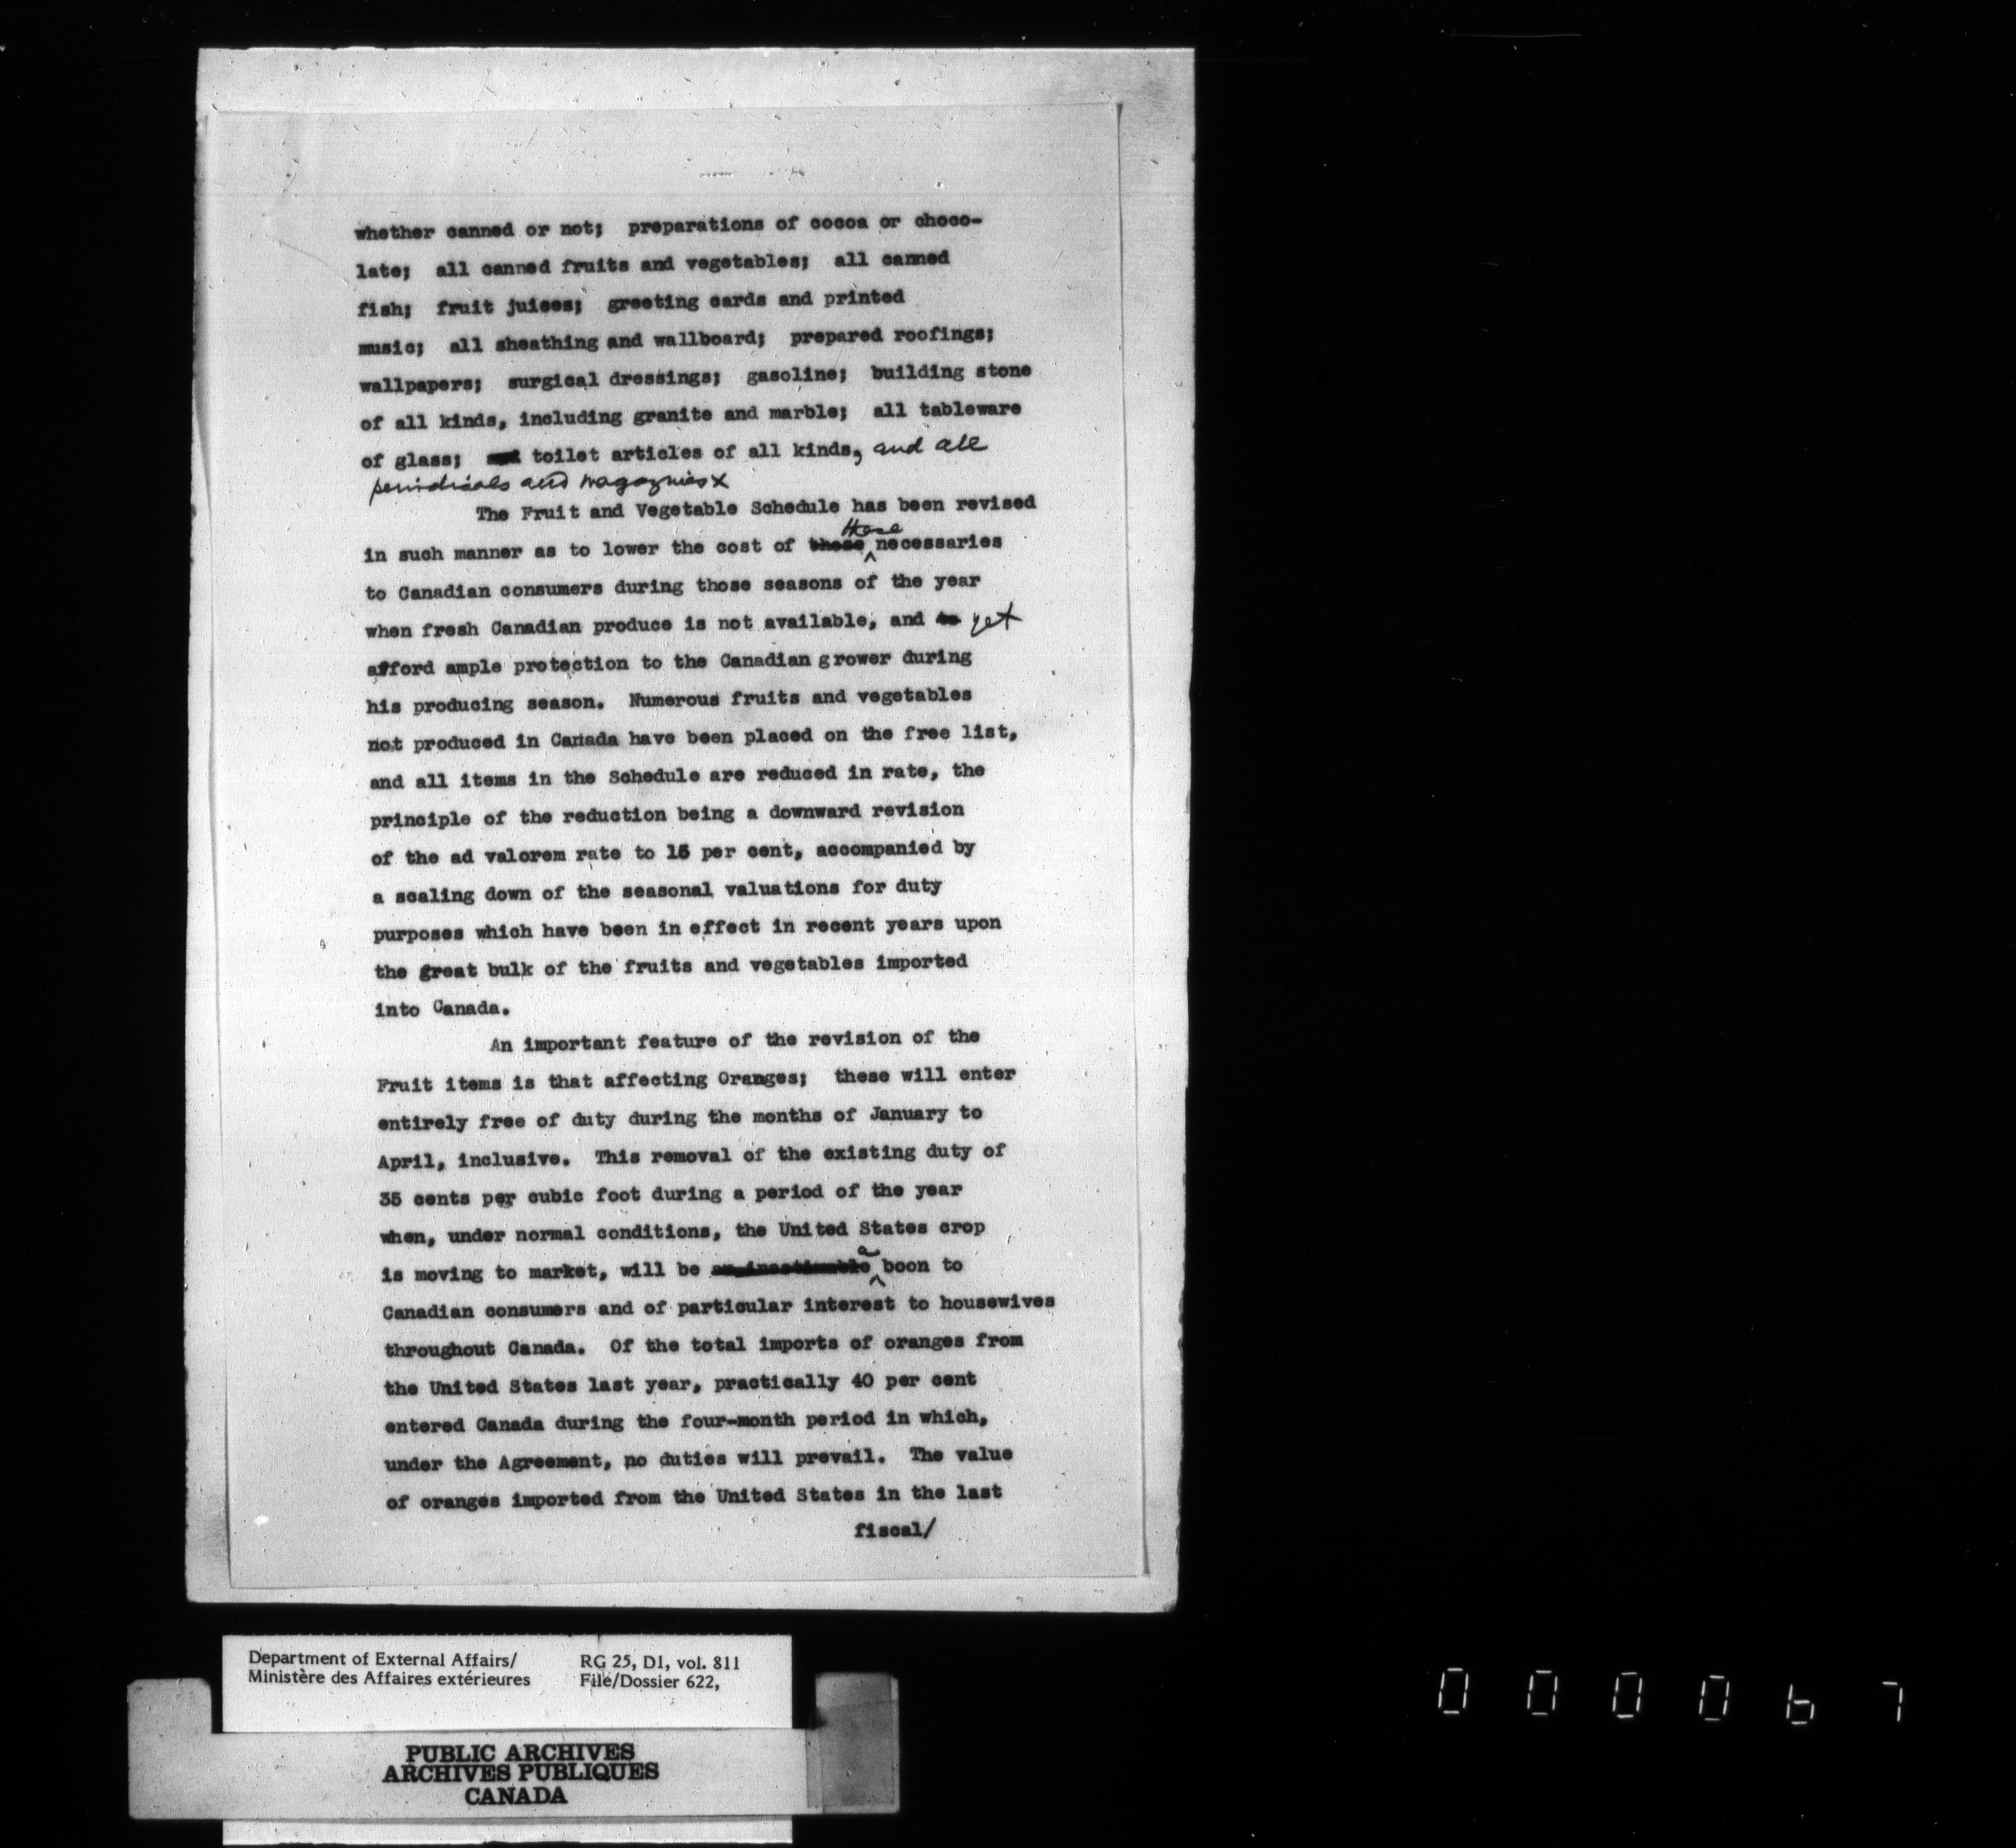 whether canned or not; preparations of cocoa or choco-
late; all canned fruits and vegetables; all canned
fish; fruit juices; greeting cards and printed
music; all sheathing and wallboard; prepared roofings;
wallpapers; surgical dressings; gasoline; building stone
of all kinds, including granite and marble; all tableware
of glass; and toilet articles of all kinds, and all
periodicals and magazines x
The Fruit and Vegetable Schedule has been revised
these
in such manner as to lower the cost of these necessaries
to Canadian consumers during those seasons of the year
when fresh Canadian produce is not available, and to yet
afford ample protection to the Canadian grower during
his producing season. Numerous fruits and vegetables
not produced in Canada have been placed on the free list,
and all items in the Schedule are reduced in rate, the
principle of the reduction being a downward revision
of the ad valorem rate to 15 per cent, accompanied by
a scaling down of the seasonal valuations for duty
purposes which have been in effect in recent years upon
the great bulk of the fruits and vegetables imported
into Canada.
An important feature of the revision of the
Fruit items is that affecting Oranges; these will enter
entirely free of duty during the months of January to
April, inclusive. This removal of the existing duty of
35 cents per cubic foot during a period of the year
when, under normal conditions, the United States crop
a
is moving to market, will be an inestimable boon to
Canadian consumers and of particular interest to housewives
throughout Canada. Of the total imports of oranges from
the United States last year, practically 40 per cent
entered Canada during the four-month period in which,
under the Agreement, no duties will prevail. The value
of oranges imported from the United States in the last
fiscal/
Department of External Affairs/ RG 25, D1, vol. 811
Ministère des Affaires extérieures File/Dossier 622,
PUBLIC ARCHIVES
ARCHIVES PUBLIQUES
CANADA
000067